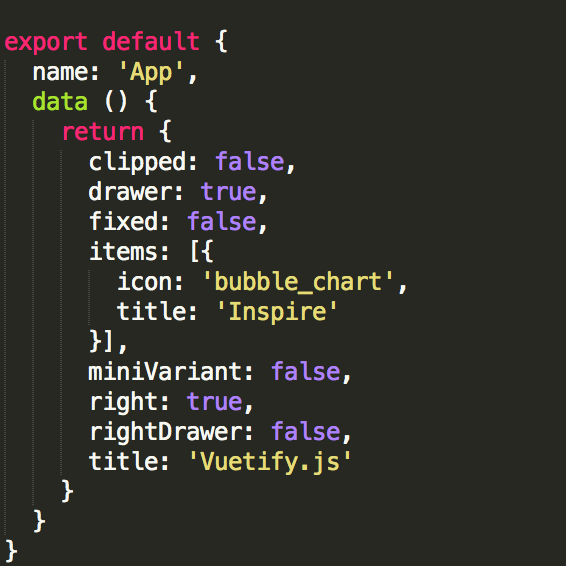 export default {
  name: 'App',
  data () {
    return {
      clipped: false,
      drawer: true,
      fixed: false,
      items: [{
        icon: 'bubble_chart',
        title: 'Inspire'
      }],
      miniVariant: false,
      right: true,
      rightDrawer: false,
      title: 'Vuetify.js'
    }
  }
}